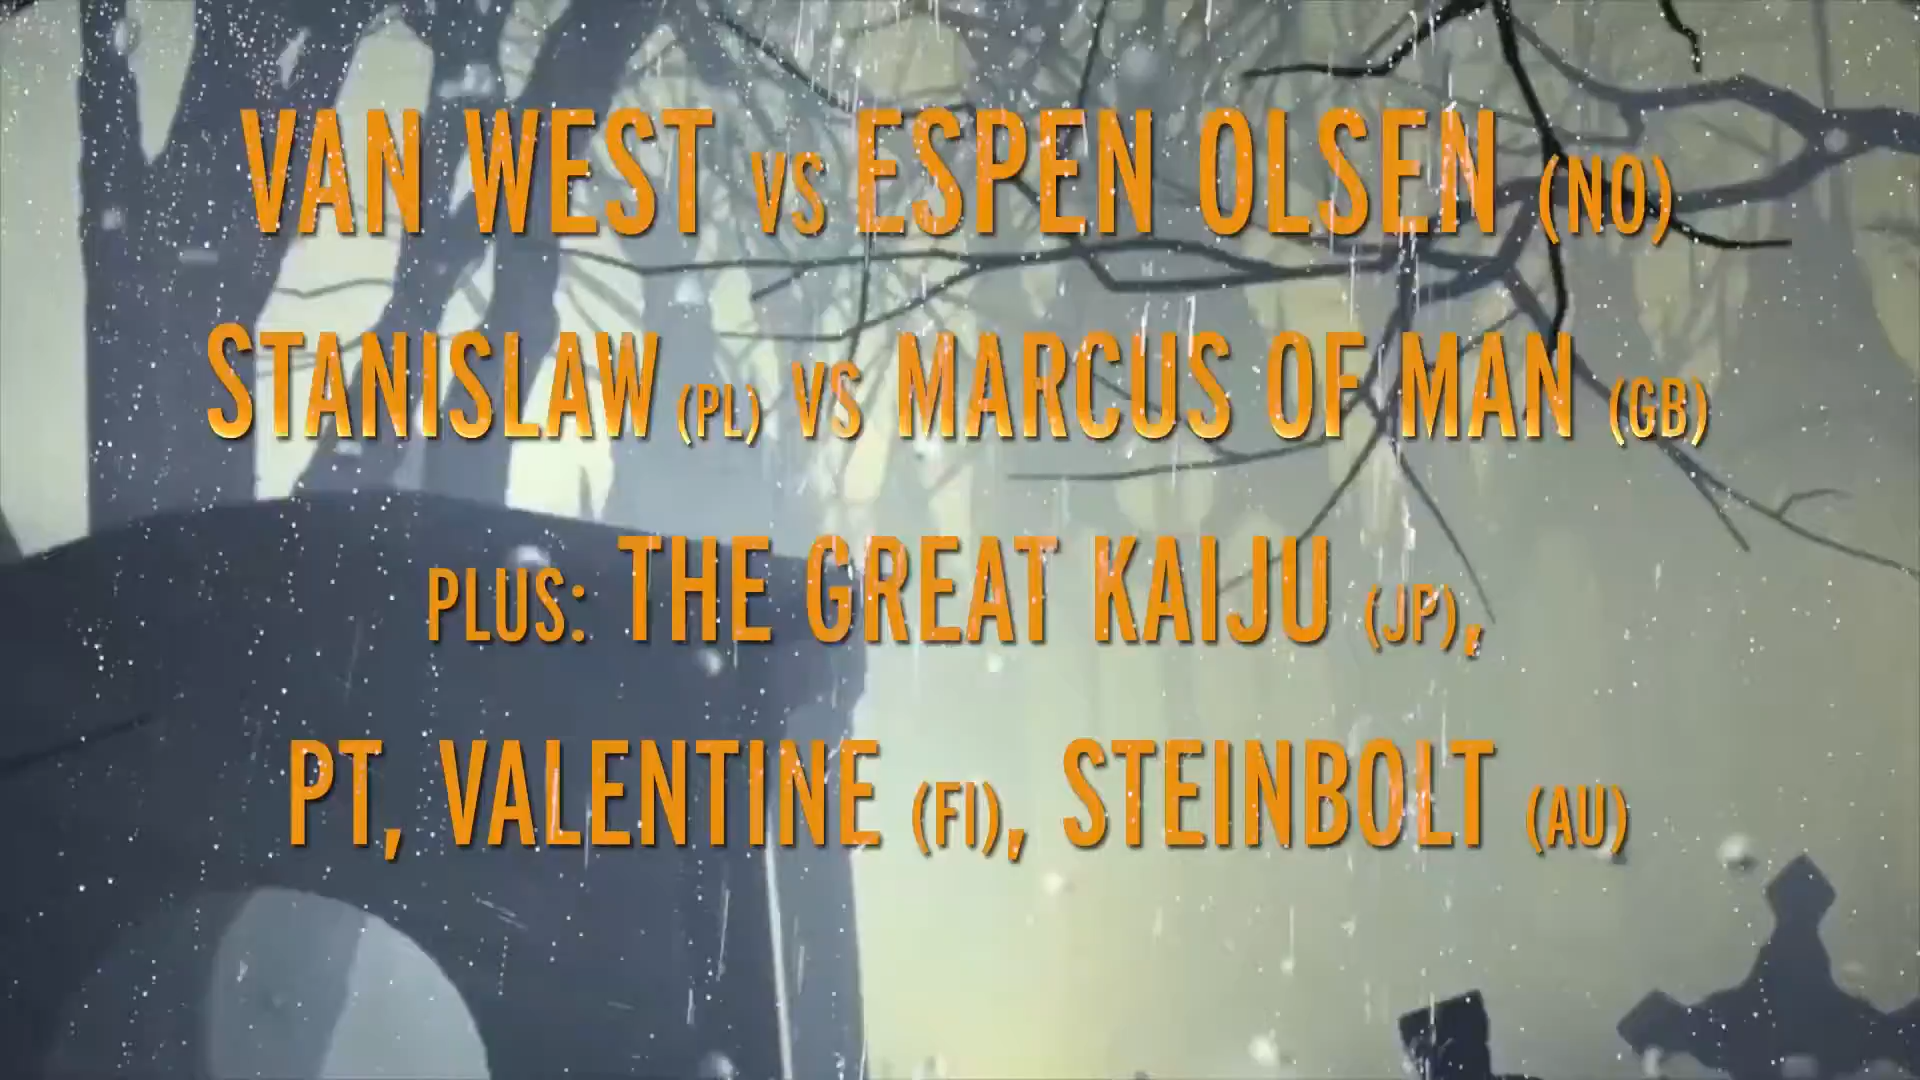 VAN WEST VS ESPEN OLSEN (NO)
STANISLAW (PL) VS MARCUS OF MAN (GB)
PLUS: THE GREAT KAIJU (JP),
PT, VALENTINE (FI), STEINBOLT (AU)